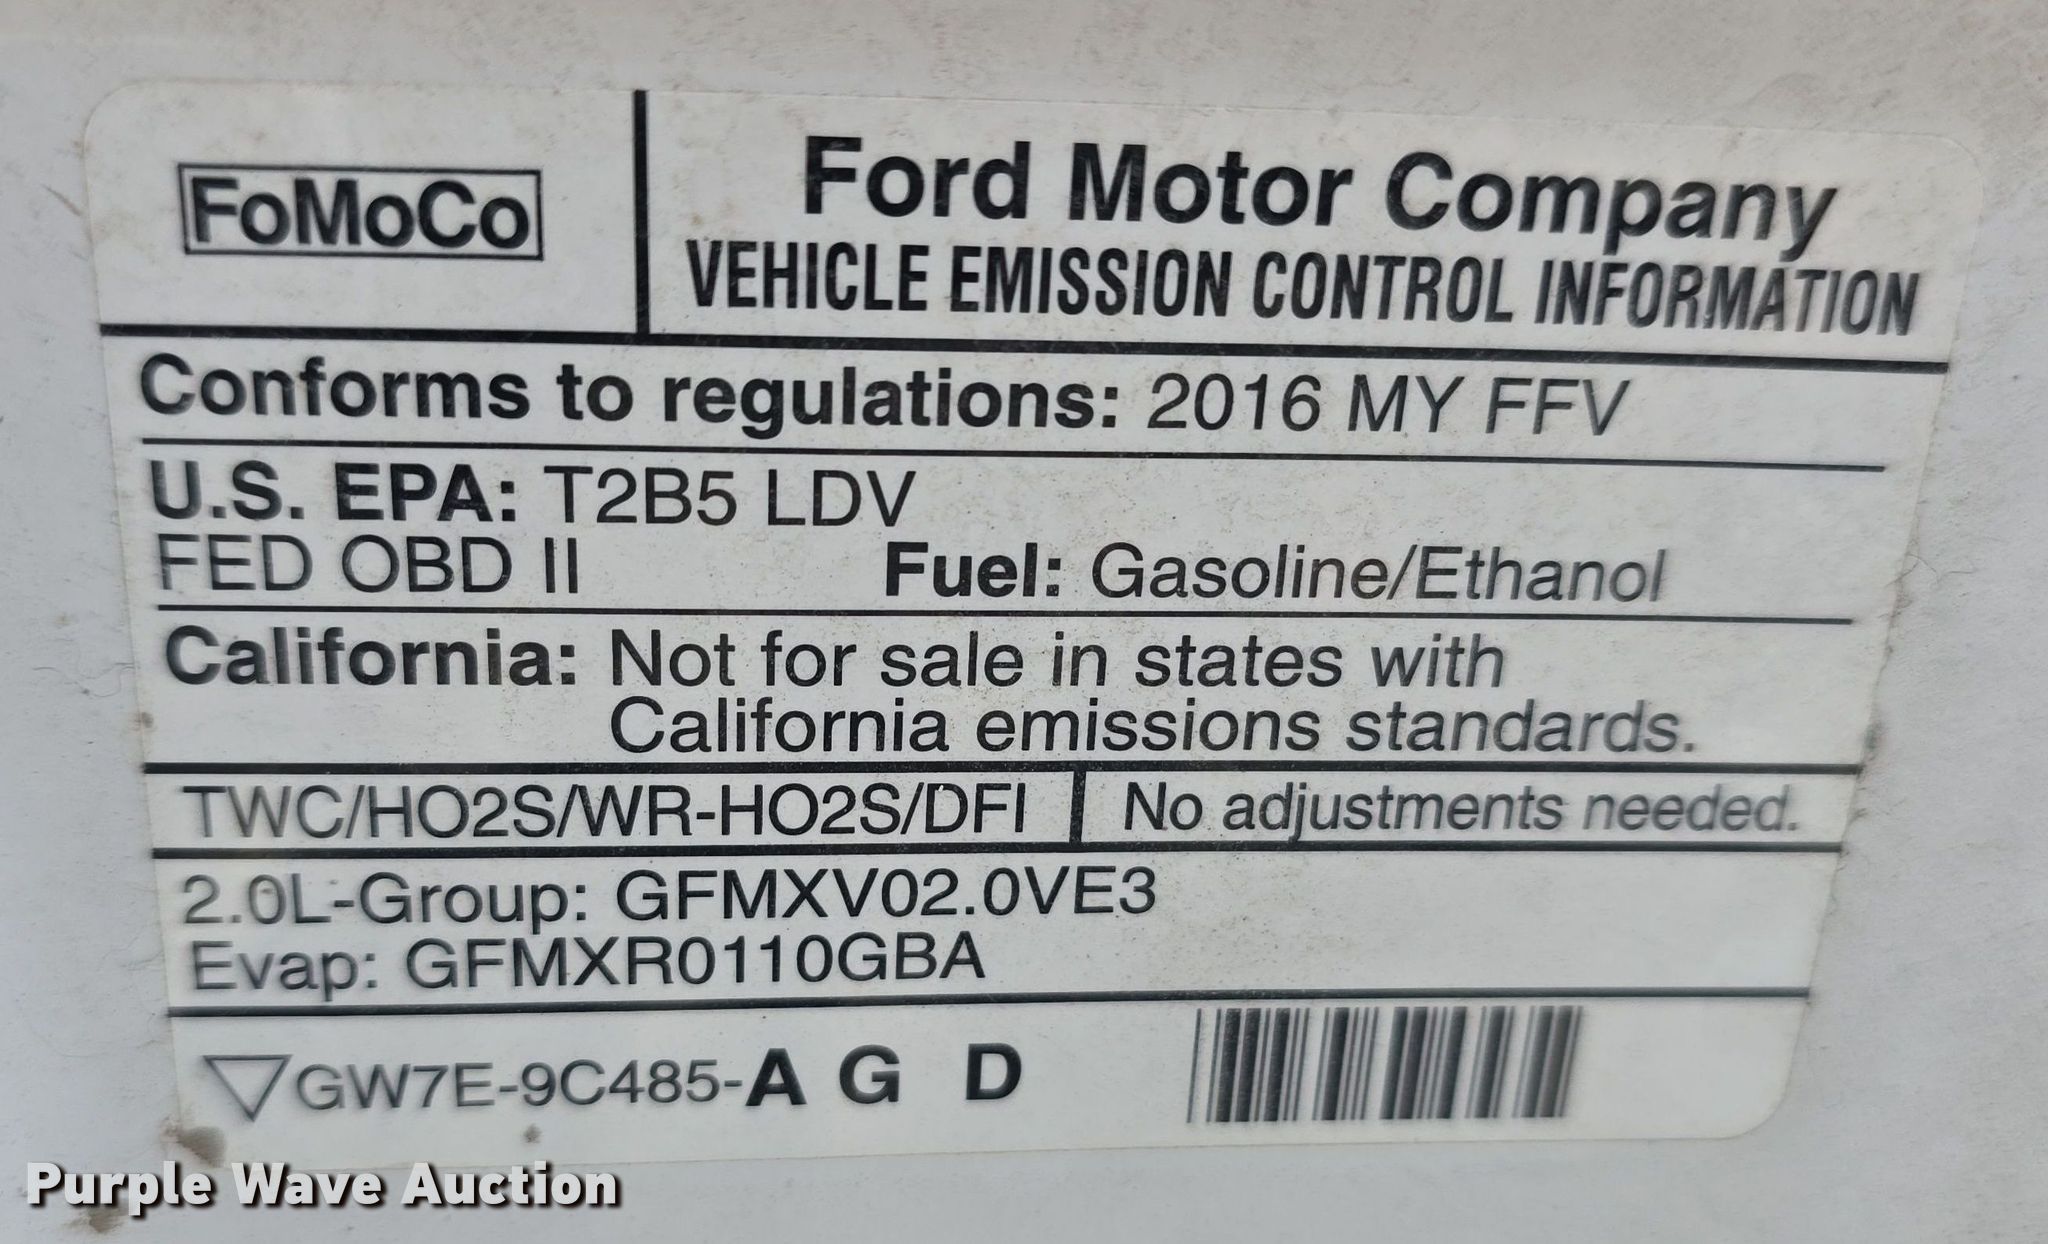 FoMoCo
Ford Motor Company
VEHICLE EMISSION CONTROL INFORMATION
Conforms to regulations: 2016 MY FFV
U.S. EPA: T2B5 LDV
FED OBD II Fuel: Gasoline/Ethanol
California: Not for sale in states with
California emissions standards.
TWC/HO2S/WR-HO2S/DFI No adjustments needed.
2.0L-Group: GFMXV02.0VE3
Evap: GFMXR0110GBA
GW7E-9C485-A G D
Purple Wave Auction